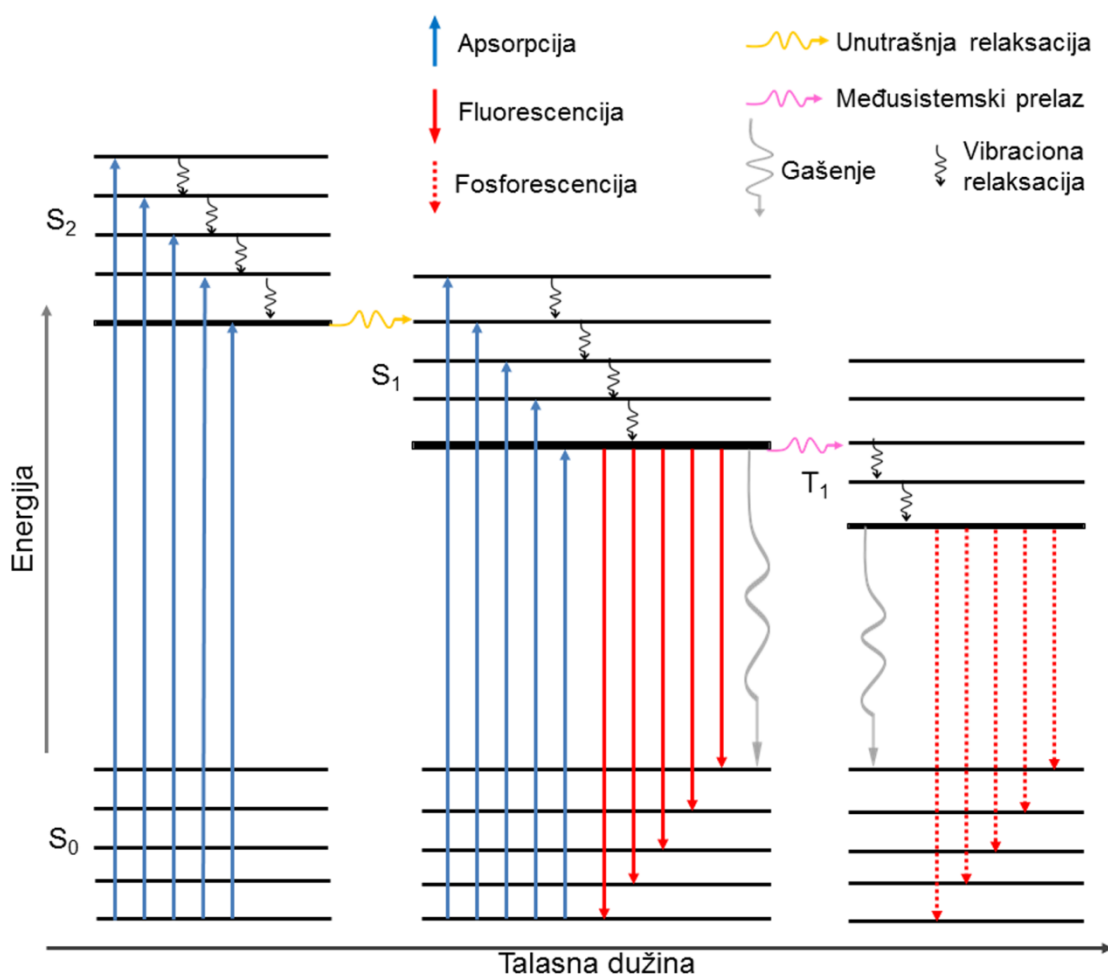 Apsorpcija
Unutrašnja relaksacija
Fluorescencija
Međusistemski prelaz
Fosforescencija
Gašenje
Vibraciona
relaksacija
S2
S1
T1
Energija
S0
Talasna dužina